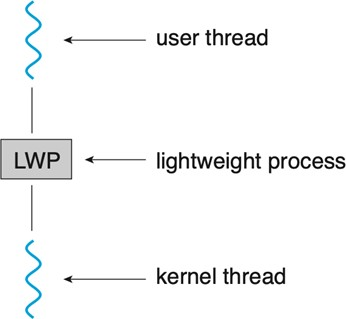 user thread
LWP
lightweight process
kernel thread